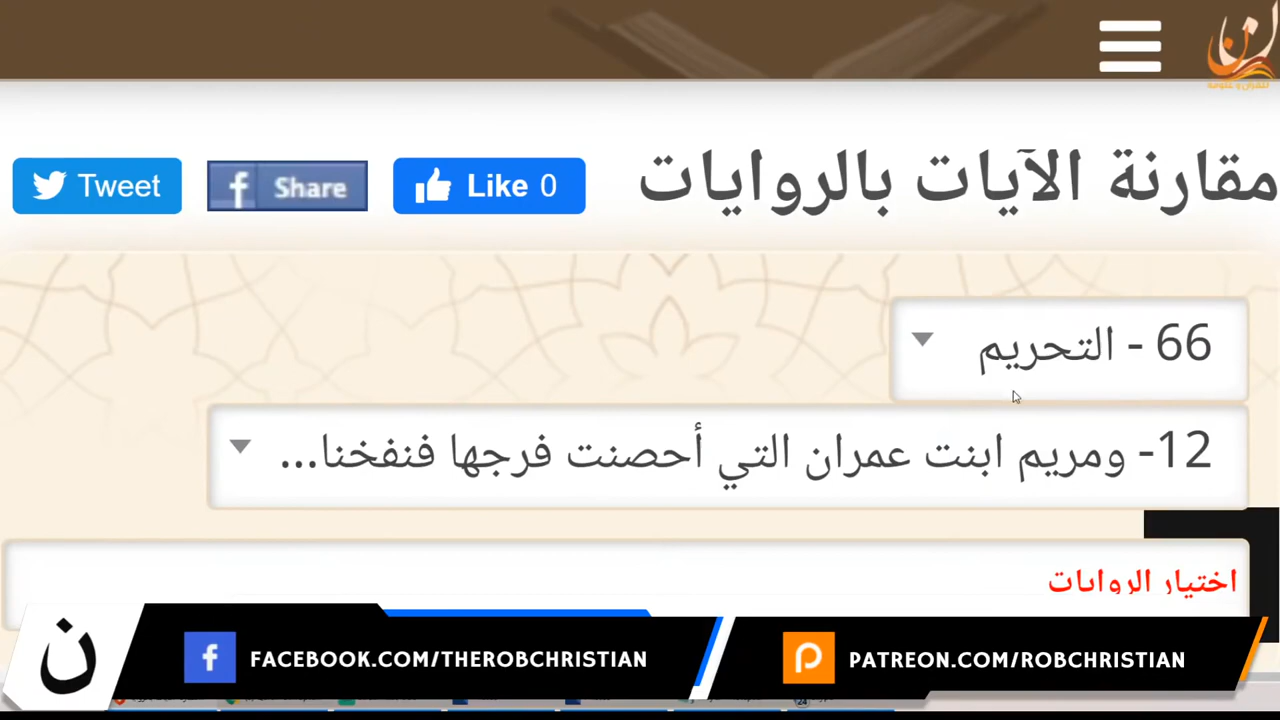 مقارنة الآيات بالروايات
Like 0
Share
Tweet
66 - التحريم
12- ومريم ابنت عمران التي أحصنت فرجها فنفخنا...
اختيار الروايات
ن
FACEBOOK.COM/THEROBCHRISTIAN
PATREON.COM/ROBCHRISTIAN